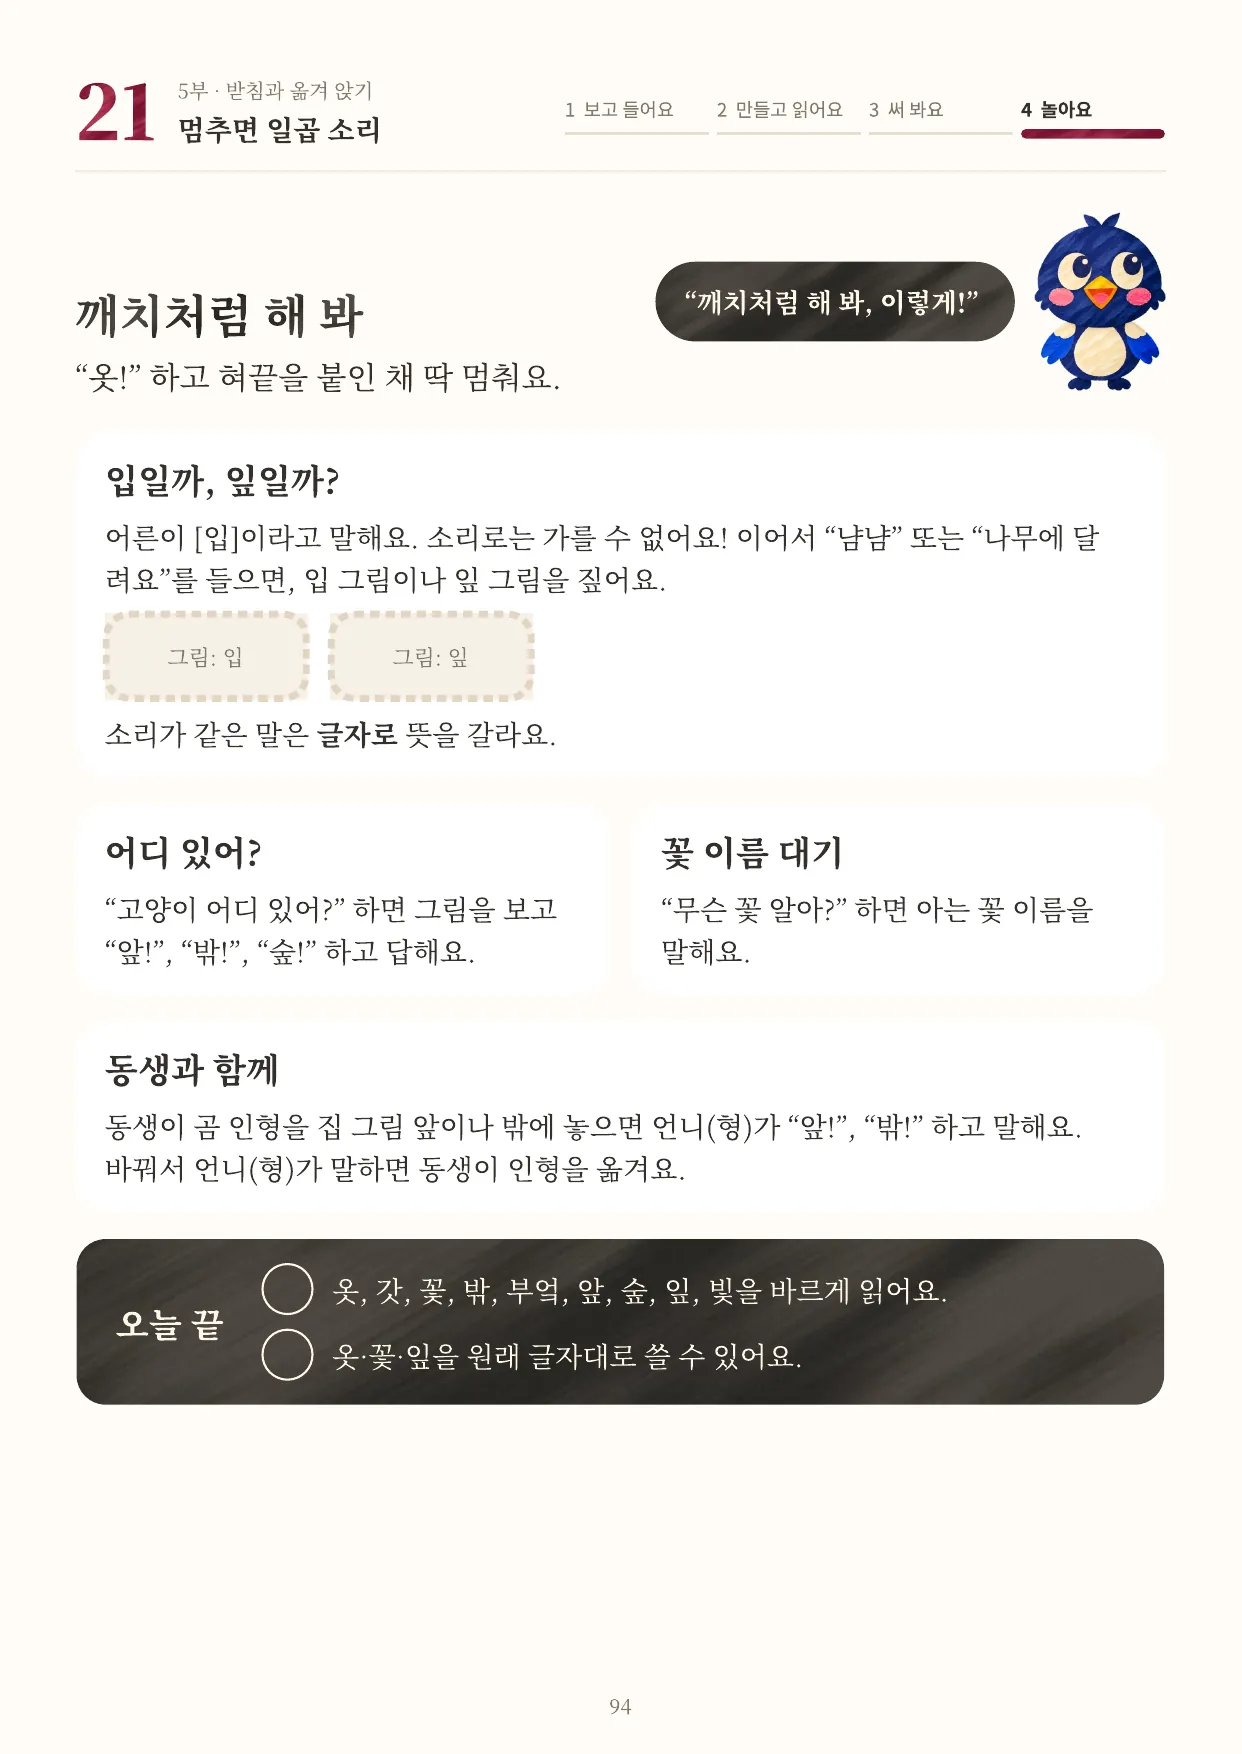 21
5부 · 받침과 옮겨 앉기
멈추면 일곱 소리
1 보고 들어요
2 만들고 읽어요
3 써 봐요
4 놀아요
깨치처럼 해 봐
“깨치처럼 해 봐, 이렇게!”
“옷!” 하고 혀끝을 붙인 채 딱 멈춰요.
입일까, 잎일까?
어른이 [입]이라고 말해요. 소리로는 가를 수 없어요! 이어서 “냠냠” 또는 “나무에 달
려요”를 들으면, 입 그림이나 잎 그림을 짚어요.
그림: 입
그림: 잎
소리가 같은 말은 글자로 뜻을 갈라요.
어디 있어?
“고양이 어디 있어?” 하면 그림을 보고
“앞!”, “밖!”, “숲!” 하고 답해요.
꽃 이름 대기
“무슨 꽃 알아?” 하면 아는 꽃 이름을
말해요.
동생과 함께
동생이 곰 인형을 집 그림 앞이나 밖에 놓으면 언니(형)가 “앞!”, “밖!” 하고 말해요.
바꿔서 언니(형)가 말하면 동생이 인형을 옮겨요.
오늘 끝
옷, 갓, 꽃, 밖, 부엌, 앞, 숲, 잎, 빛을 바르게 읽어요.
옷·꽃·잎을 원래 글자대로 쓸 수 있어요.
94